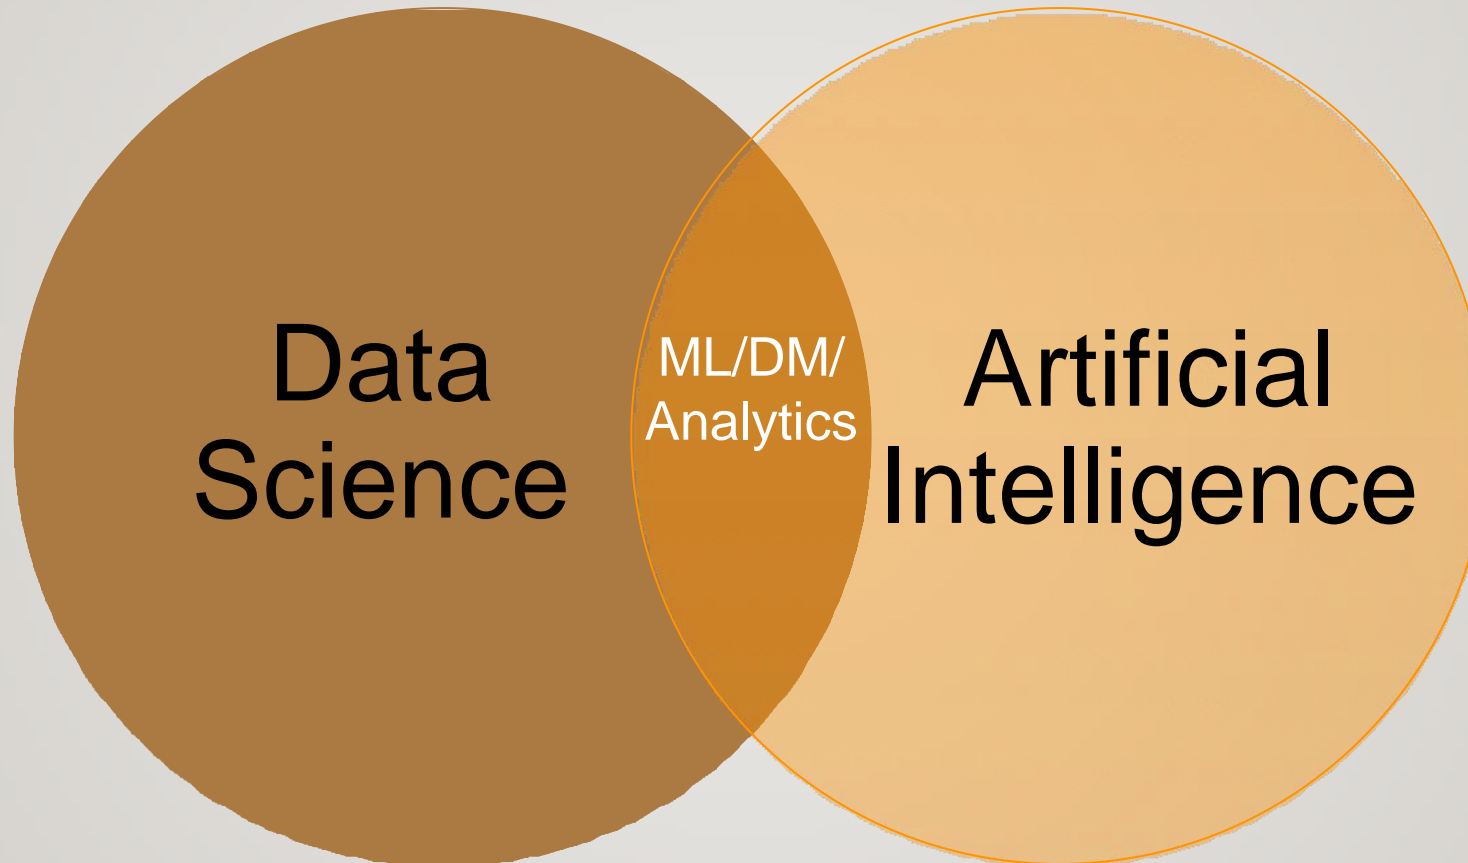 Data
Science
ML/DM/
Analytics
Artificial
Intelligence